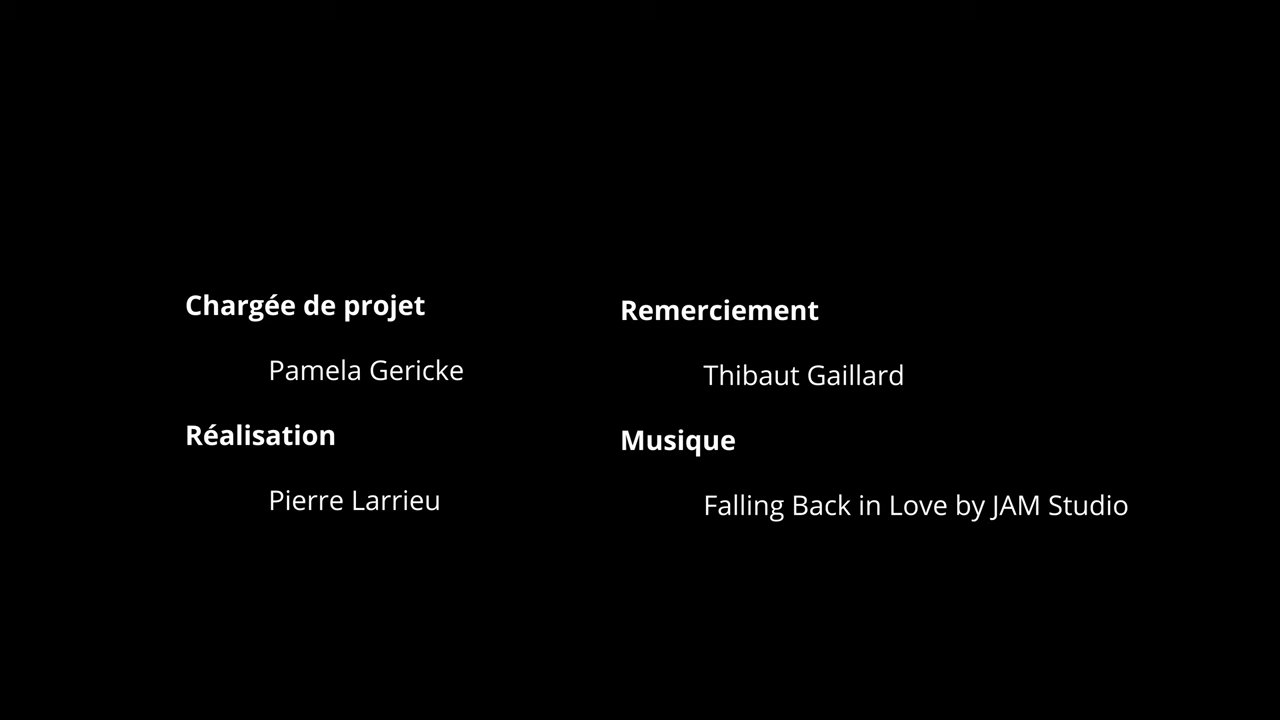 Chargée de projet
Pamela Gericke
Réalisation
Pierre Larrieu
Remerciement
Thibaut Gaillard
Musique
Falling Back in Love by JAM Studio